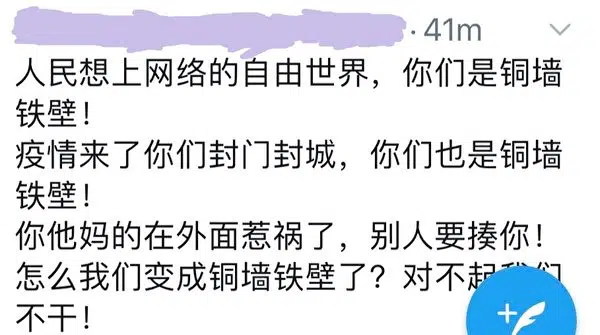 · 41m
人民想上网络的自由世界，你们是铜墙
铁壁！
疫情来了你们封门封城，你们也是铜墙
铁壁！
你他妈的在外面惹祸了，别人要揍你！
怎么我们变成铜墙铁壁了？对不起我们
不干！